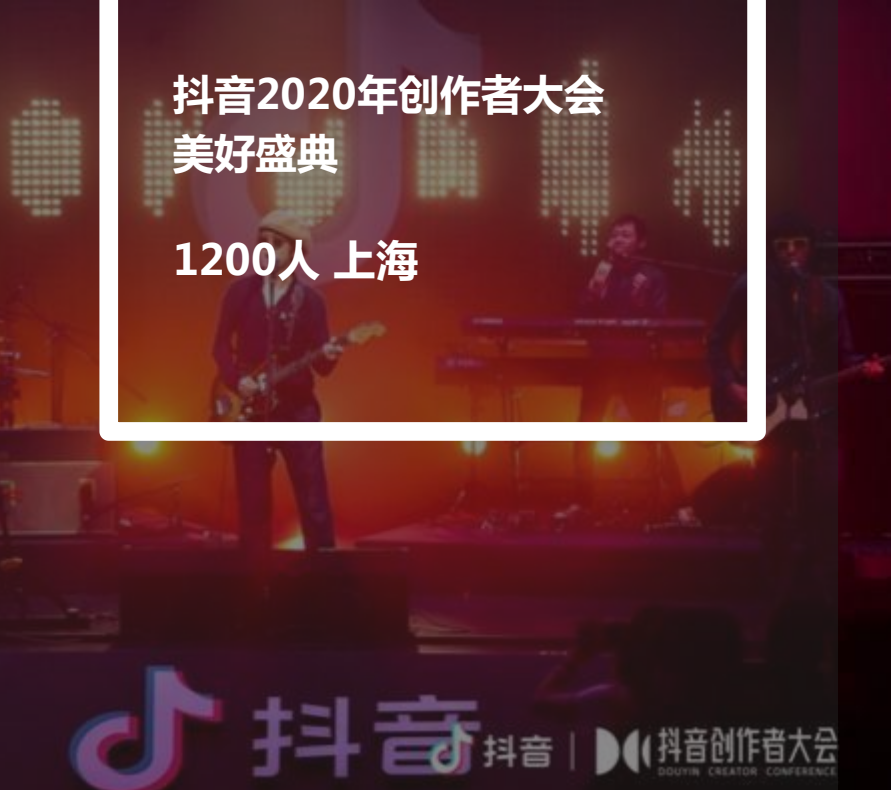 抖音2020年创作者大会
美好盛典
1200人 上海
抖音
抖音
抖音创作者大会
DOUYIN CREATOR CONFERENCE